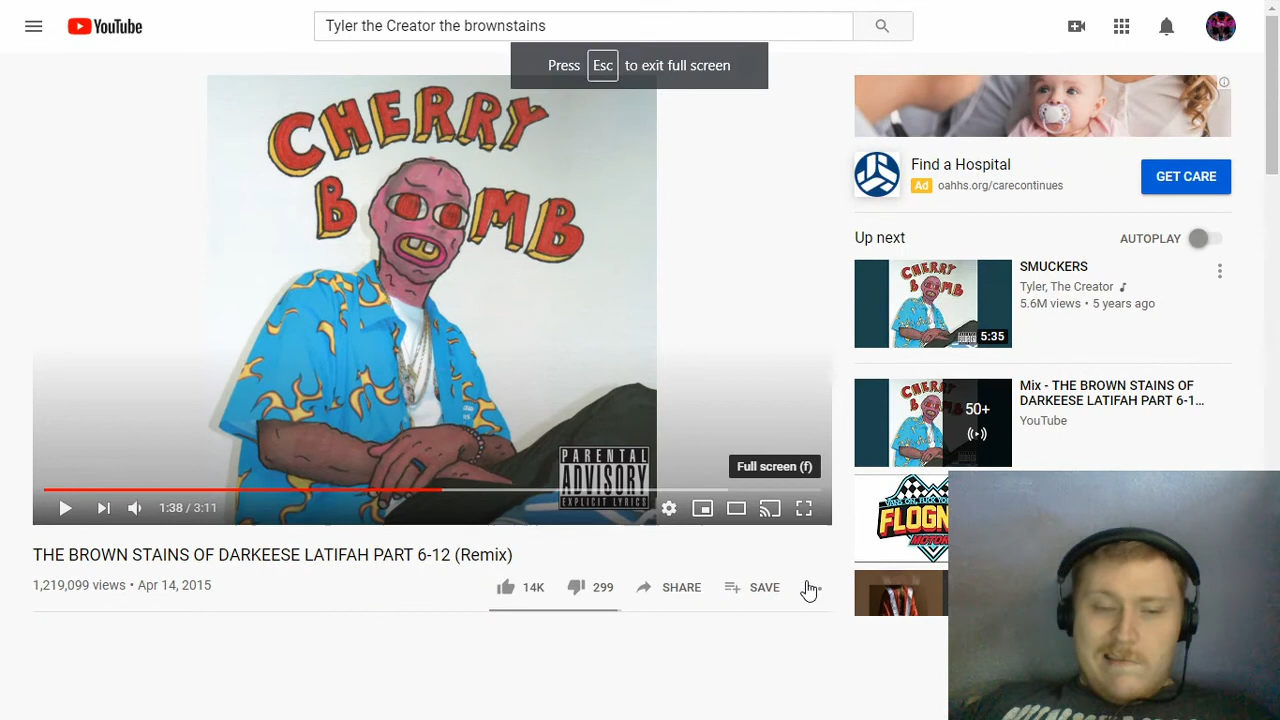 YouTube
Tyler the Creator the brownstains
Press Esc to exit full screen
CHERRY
BOMB
PARENTAL
ADVISORY
EXPLICIT LYRICS
Full screen (f)
1:38 / 3:11
THE BROWN STAINS OF DARKEESE LATIFAH PART 6-12 (Remix)
1,219,099 views • Apr 14, 2015
14K
299
SHARE
SAVE
Find a Hospital
Ad oahhs.org/carecontinues
GET CARE
Up next
AUTOPLAY
CHERRY
BOMB
5:35
SMUCKERS
Tyler, The Creator
5.6M views • 5 years ago
CHERRY
50+
Mix - THE BROWN STAINS OF
DARKEESE LATIFAH PART 6-1...
YouTube